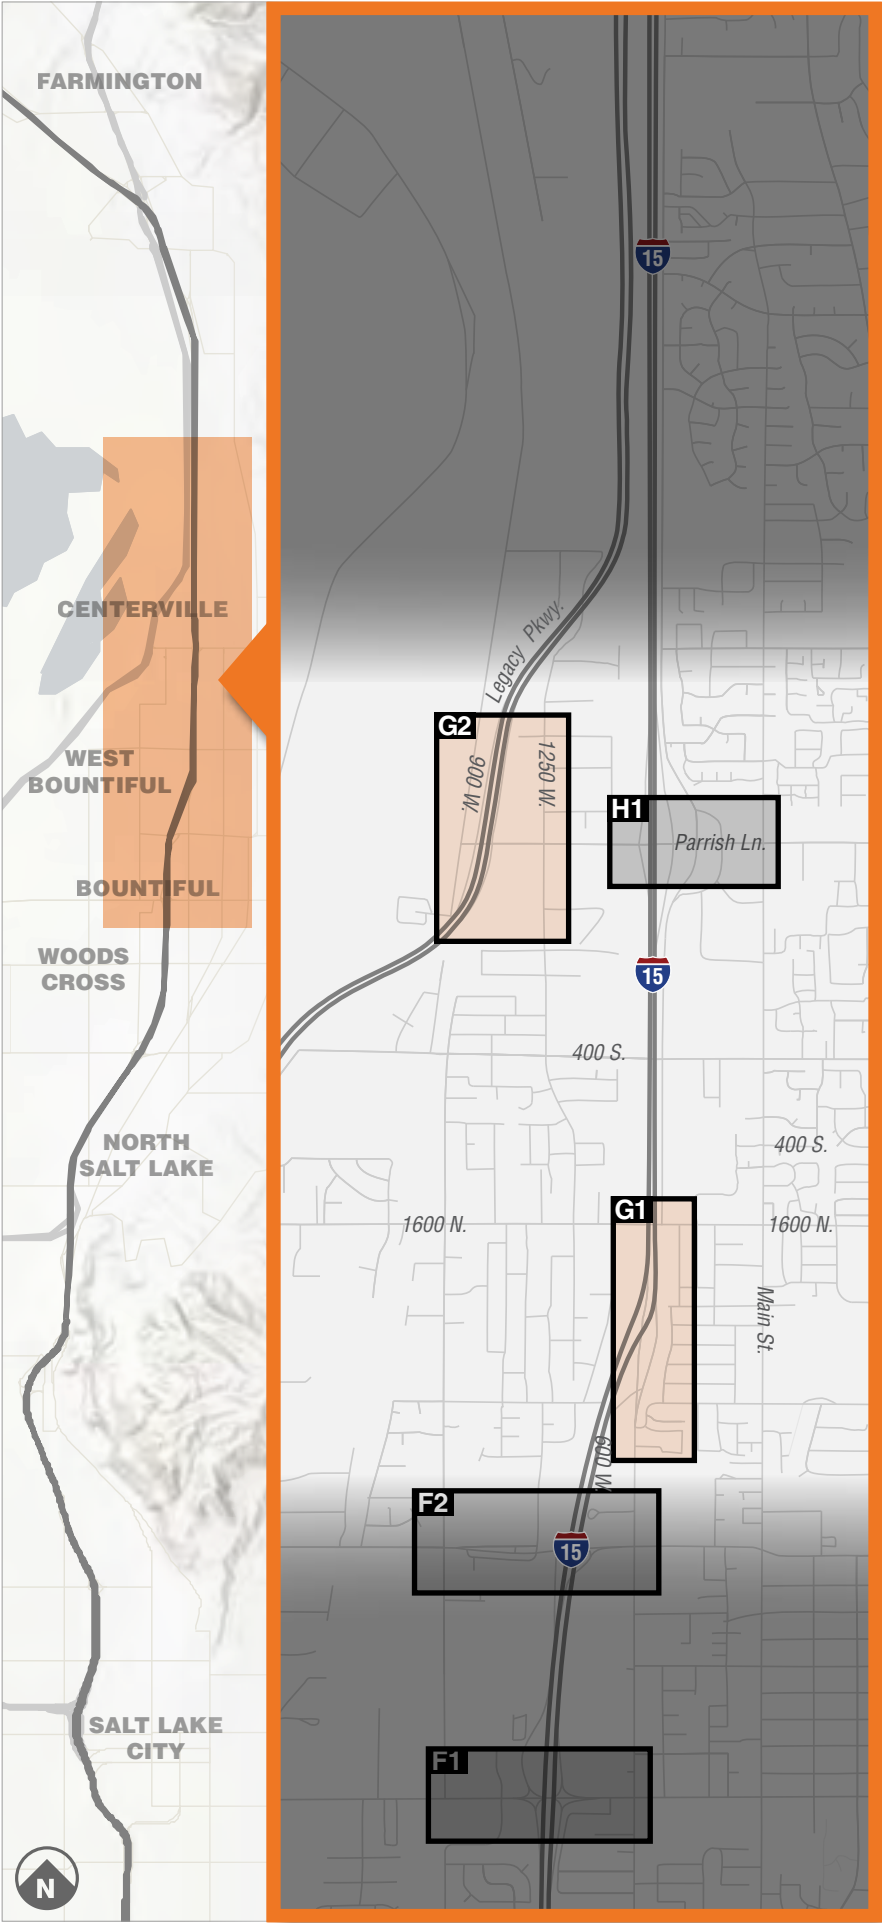 FARMINGTON
CENTERVILLE
WEST
BOUNTIFUL
BOUNTIFUL
WOODS
CROSS
NORTH
SALT LAKE
SALT LAKE
CITY
N
15
Legacy Pkwy.
G2
900 W.
1250 W.
H1
Parrish Ln.
15
400 S.
400 S.
G1
1600 N.
1600 N.
Main St.
600 W.
F2
15
F1